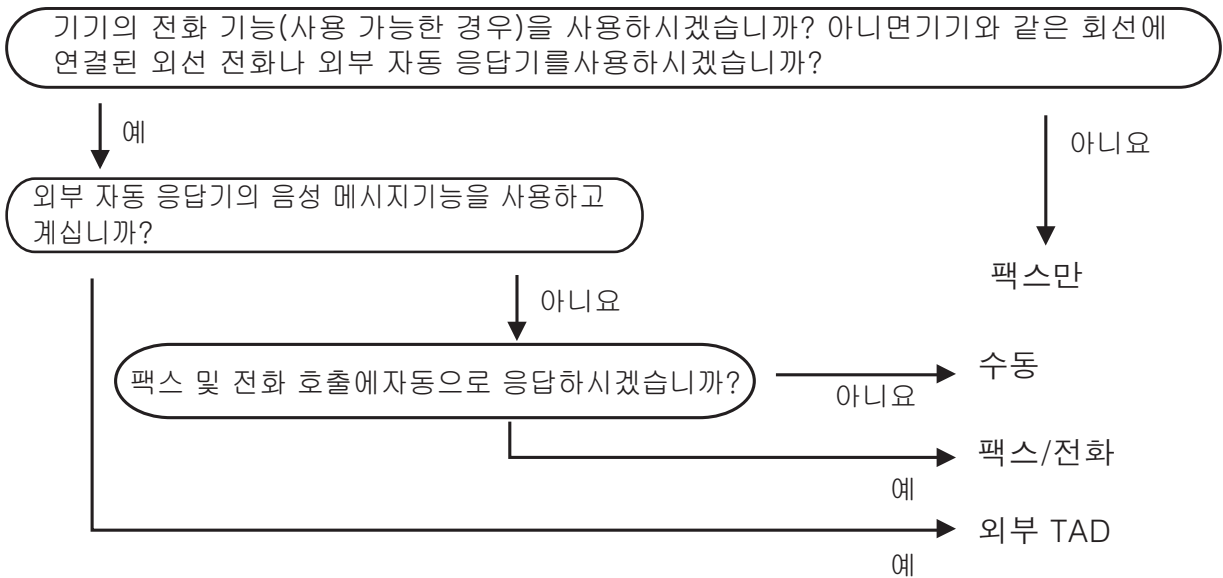 기기의 전화 기능(사용 가능한 경우)을 사용하시겠습니까? 아니면기기와 같은 회선에
연결된 외선 전화나 외부 자동 응답기를사용하시겠습니까?
예
아니요
외부 자동 응답기의 음성 메시지기능을 사용하고
계십니까?
팩스만
아니요
팩스 및 전화 호출에자동으로 응답하시겠습니까?
수동
아니요
팩스/전화
예
외부 TAD
예